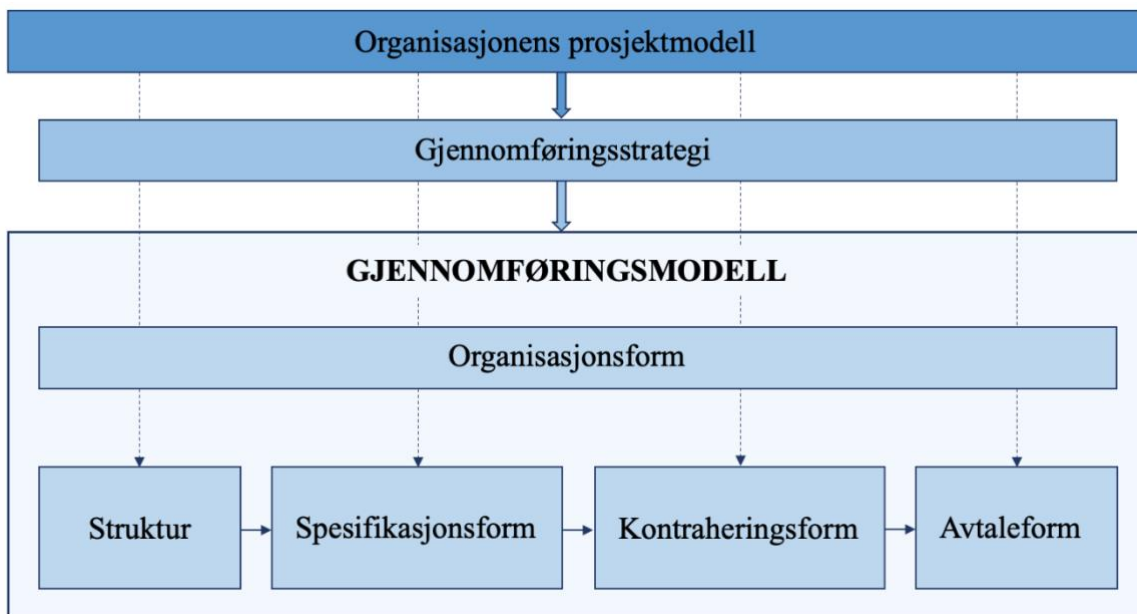 Organisasjonens prosjektmodell
Gjennomføringsstrategi
GJENNOMFØRINGSMODELL
Organisasjonsform
Struktur
Spesifikasjonsform
Kontraheringsform
Avtaleform